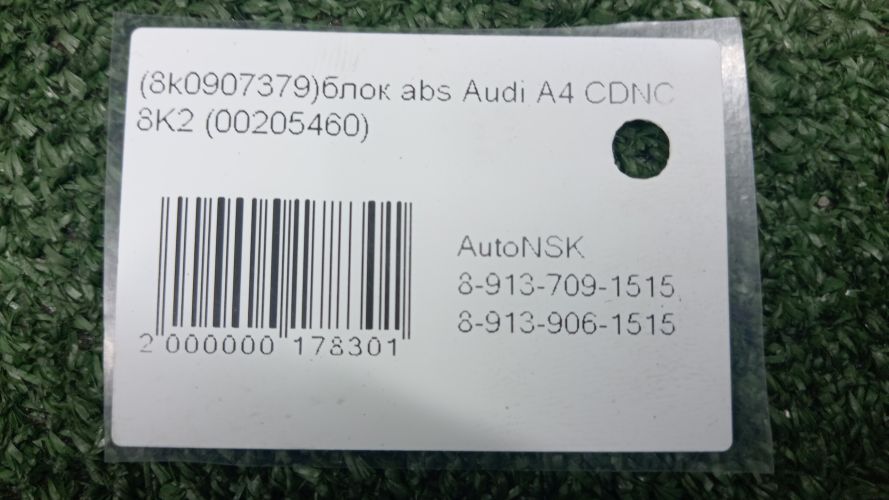 (8k0907379)блок abs Audi A4 CDNC
8K2 (00205460)
AutoNSK
8-913-709-1515
8-913-906-1515
2 000000 178301